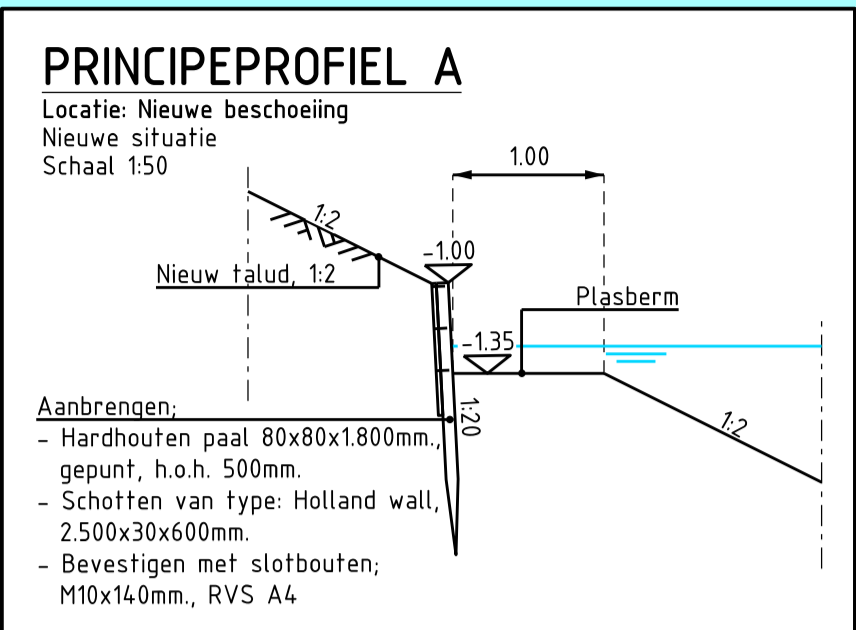 PRINCIPEPROFIEL A
Locatie: Nieuwe beschoeiing
Nieuwe situatie
Schaal 1:50
1.00
1:2
-1.00
Nieuw talud, 1:2
Plasberm
-1.35
1:20
1:2
Aanbrengen;
- Hardhouten paal 80x80x1.800mm.,
gepunt, h.o.h. 500mm.
- Schotten van type: Holland wall,
2.500x30x600mm.
- Bevestigen met slotbouten;
M10x140mm., RVS A4